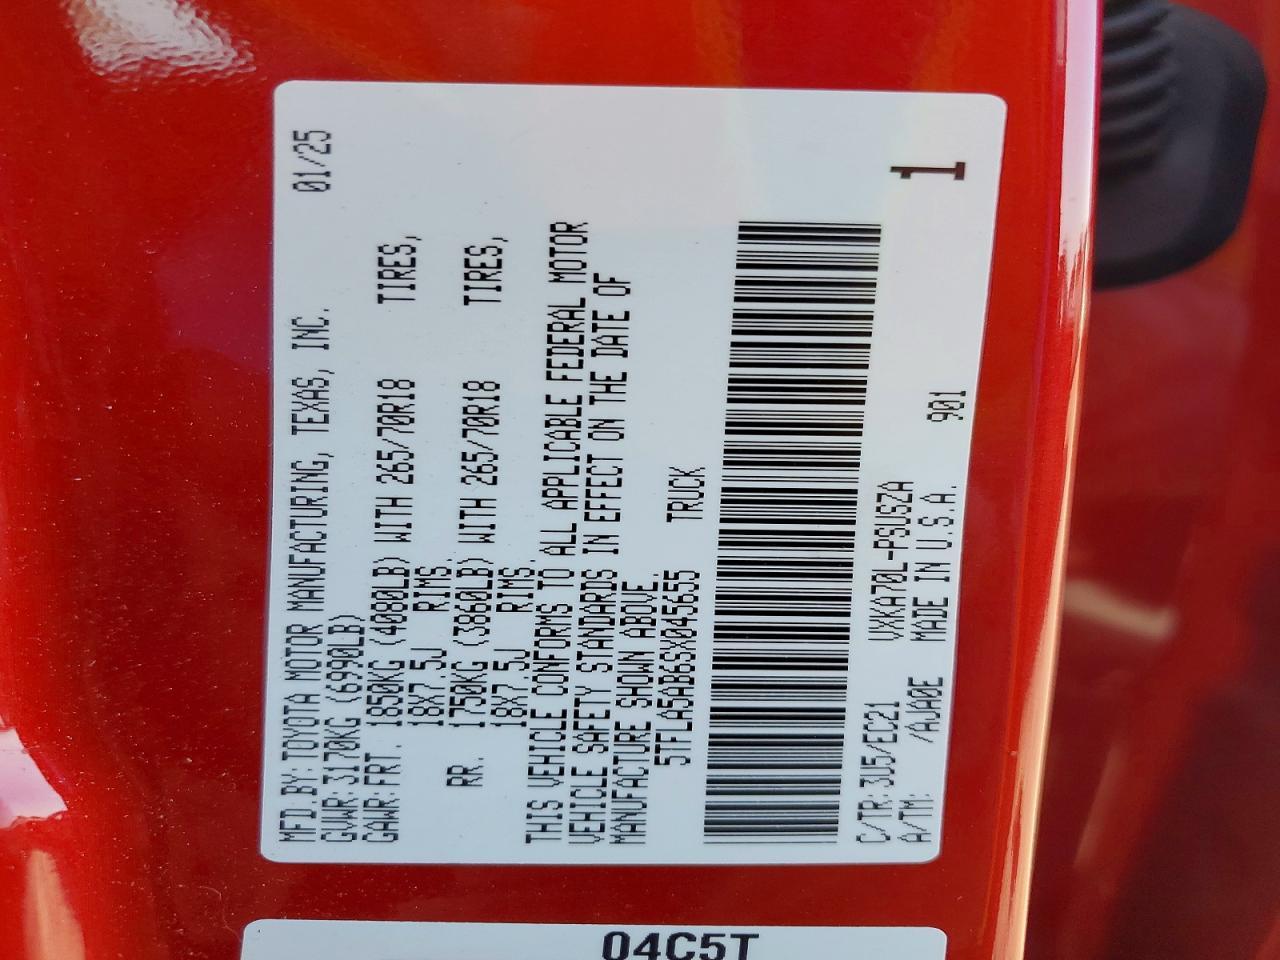 MFD.BY:TOYOTA MOTOR MANUFACTURING, TEXAS, INC. 01/25
GVWR:3170KG (6990LB)
GAWR:FRT. 1850KG (4080LB) WITH 265/70R18 TIRES,
18X7.5J RIMS,
RR. 1750KG (3860LB) WITH 265/70R18 TIRES,
18X7.5J RIMS.
THIS VEHICLE CONFORMS TO ALL APPLICABLE FEDERAL MOTOR
VEHICLE SAFETY STANDARDS IN EFFECT ON THE DATE OF
MANUFACTURE SHOWN ABOVE.
5TFLA5AB6SX045655 TRUCK
C/TR:3U5/EC21 VXKA70L-PSUSZA
A/TM: /AJA0E MADE IN U.S.A. 901
1
04C5T